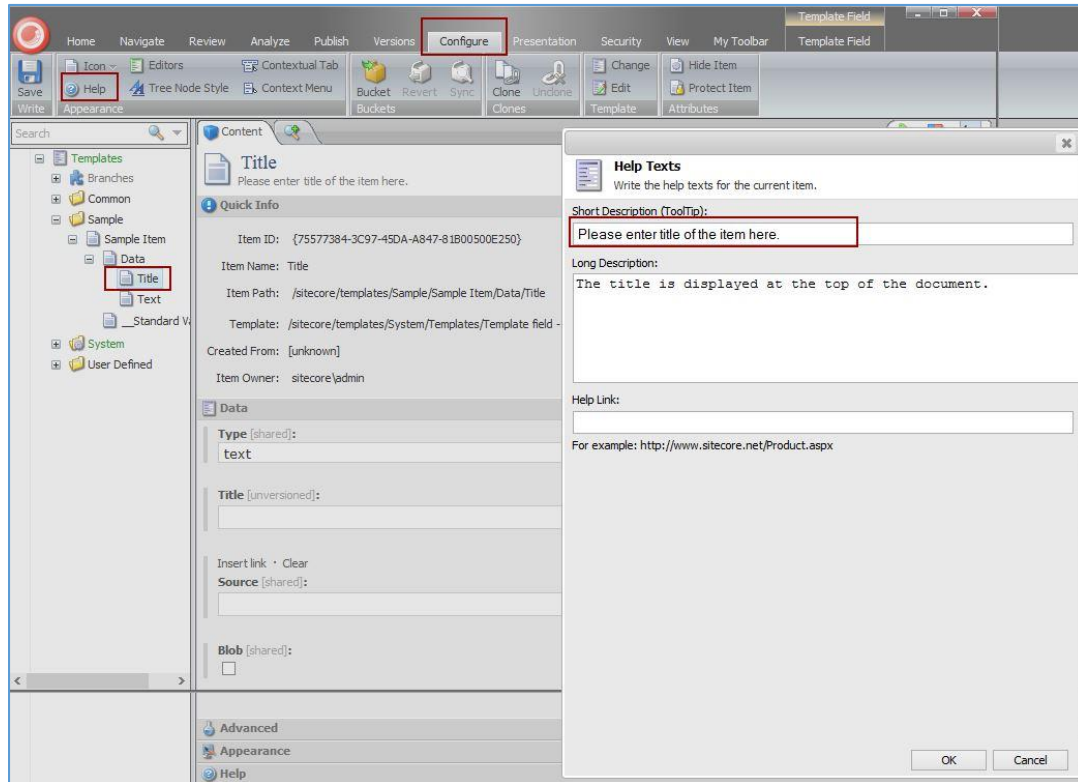 Template Field
Home Navigate Review Analyze Publish Versions Configure Presentation Security View My Toolbar Template Field
Save
Write
Icon
Help
Editors
Tree Node Style
Contextual Tab
Context Menu
Appearance
Bucket Revert Sync
Buckets
Clone Unclone
Clones
Change
Edit
Template
Hide Item
Protect Item
Attributes
Search
Templates
Branches
Common
Sample
Sample Item
Data
Title
Text
__Standard Va
System
User Defined
Content
Title
Please enter title of the item here.
Quick Info
Item ID: {75577384-3C97-45DA-A847-81B00500E250}
Item Name: Title
Item Path: /sitecore/templates/Sample/Sample Item/Data/Title
Template: /sitecore/templates/System/Templates/Template field -
Created From: [unknown]
Item Owner: sitecore\admin
Data
Type [shared]:
text
Title [unversioned]:
Insert link · Clear
Source [shared]:
Blob [shared]:
Advanced
Appearance
Help
Help Texts
Write the help texts for the current item.
Short Description (ToolTip):
Please enter title of the item here.
Long Description:
The title is displayed at the top of the document.
Help Link:
For example: http://www.sitecore.net/Product.aspx
OK Cancel